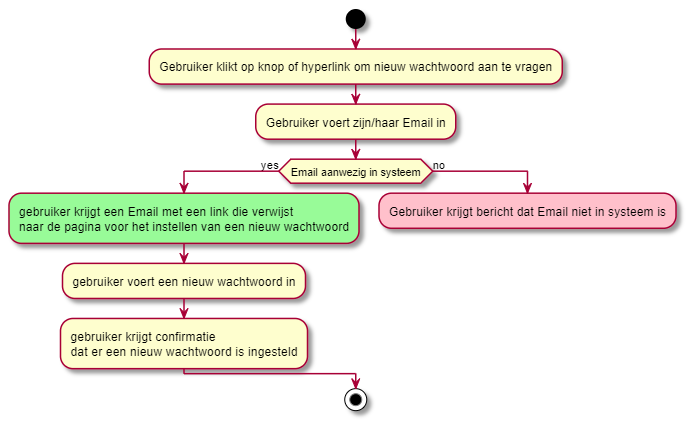 Gebruiker klikt op knop of hyperlink om nieuw wachtwoord aan te vragen
Gebruiker voert zijn/haar Email in
Email aanwezig in systeem
yes
no
gebruiker krijgt een Email met een link die verwijst
naar de pagina voor het instellen van een nieuw wachtwoord
Gebruiker krijgt bericht dat Email niet in systeem is
gebruiker voert een nieuw wachtwoord in
gebruiker krijgt confirmatie
dat er een nieuw wachtwoord is ingesteld